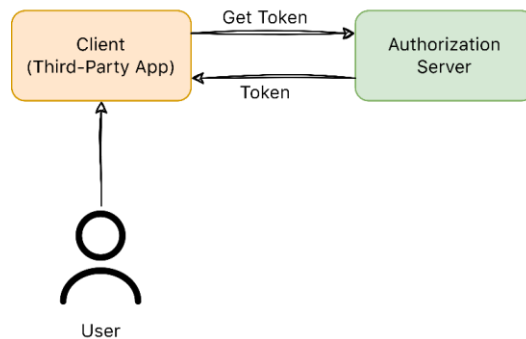 Client
(Third-Party App)
Get Token
Token
Authorization
Server
User